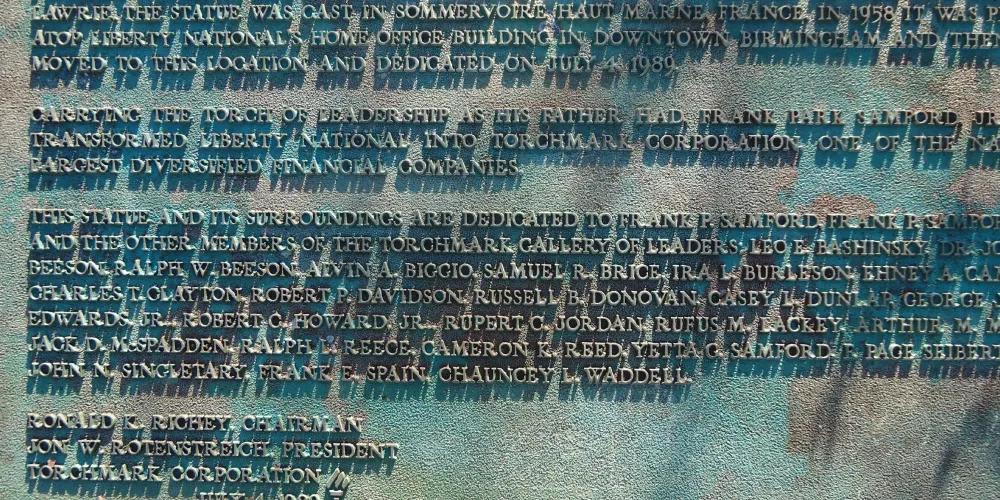 LAWRIE. THE STATUE WAS CAST IN SOMMERVOIRE, HAUT MARNE, FRANCE, IN 1958. IT WAS
ATOP LIBERTY NATIONAL'S HOME OFFICE BUILDING IN DOWNTOWN BIRMINGHAM AND THE
MOVED TO THIS LOCATION AND DEDICATED ON JULY 4, 1989.
CARRYING THE TORCH OF LEADERSHIP AS HIS FATHER HAD, FRANK PARK SAMFORD, JR
TRANSFORMED LIBERTY NATIONAL INTO TORCHMARK CORPORATION, ONE OF THE NA
LARGEST DIVERSIFIED FINANCIAL COMPANIES.
THIS STATUE AND ITS SURROUNDINGS ARE DEDICATED TO FRANK P. SAMFORD, FRANK P. SAMFO
AND THE OTHER MEMBERS OF THE TORCHMARK GALLERY OF LEADERS: LEO E. BASHINSKY, DR. JO
BEESON, RALPH W. BEESON, ALVIN A. BIGGIO, SAMUEL R. BRICE, IRA L. BURLESON, EHNEY A. CA
CHARLES T. CLAYTON, ROBERT P. DAVIDSON, RUSSELL B. DONOVAN, CASEY L. DUNLAP, GEORGE
EDWARDS, JR., ROBERT C. HOWARD, JR., RUPERT C. JORDAN, RUFUS M. LACKEY, ARTHUR M. M
JACK D. McSPADDEN, RALPH W. REECE, CAMERON K. REED, YETTA G. SAMFORD, F. PAGE SEIBER
JOHN N. SINGLETARY, FRANK E. SPAIN, CHAUNCEY L. WADDELL.
RONALD K. RICHEY, CHAIRMAN
JON W. ROTENSTREICH, PRESIDENT
TORCHMARK CORPORATION
JULY 4, 1989